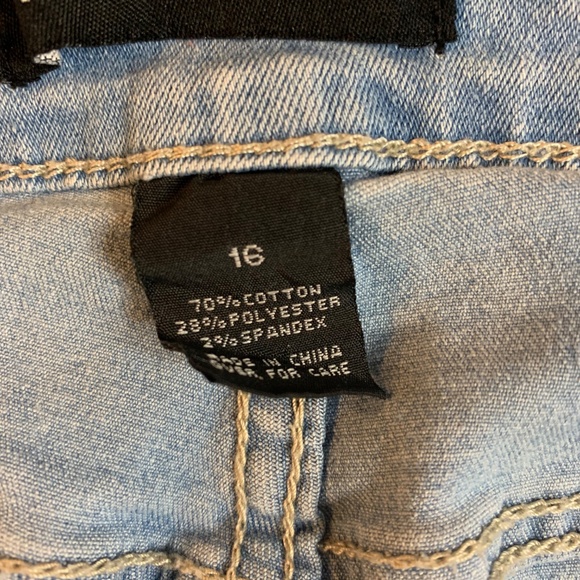 16
70% COTTON
28% POLYESTER
2% SPANDEX
MADE IN CHINA
FOR CARE